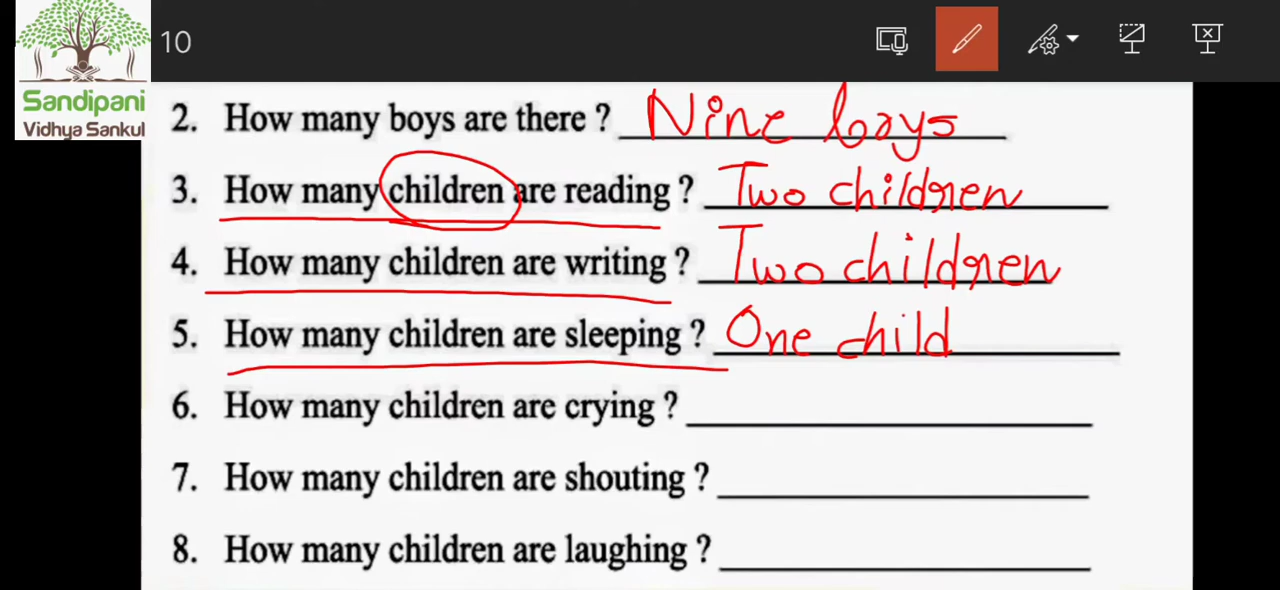 10
Sandipani
Vidhya Sankul
2. How many boys are there ? Nine boys
3. How many children are reading ? Two children
4. How many children are writing ? Two children
5. How many children are sleeping ? One child
6. How many children are crying ?
7. How many children are shouting ?
8. How many children are laughing ?